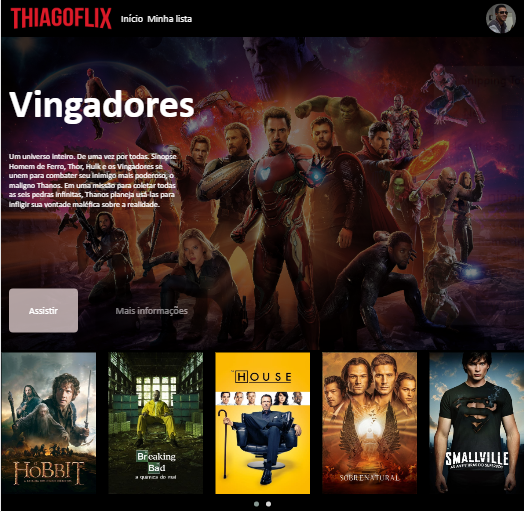 THIAGOFLIX
Início Minha lista
Vingadores
Um universo inteiro. De uma vez por todas. Sinopse
Homem de Ferro, Thor, Hulk e os Vingadores se
unem para combater seu inimigo mais poderoso, o
maligno Thanos. Em uma missão para coletar todas
as seis pedras infinitas, Thanos planeja usá-las para
infligir sua vontade maléfica sobre a realidade.
Assistir
Mais informações
THE HOBBIT
Breaking
Bad
a química do mal
HOUSE
SOBRENATURAL
SMALLVILLE
AS AVENTURAS DO SUPERBOY